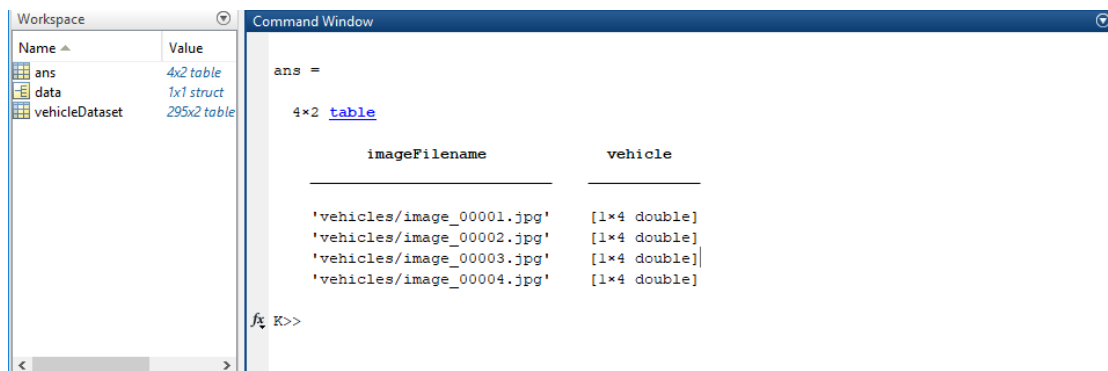 Workspace
Name Value
ans 4x2 table
data 1x1 struct
vehicleDataset 295x2 table
Command Window
ans =
4×2 table
imageFilename vehicle
'vehicles/image_00001.jpg' [1×4 double]
'vehicles/image_00002.jpg' [1×4 double]
'vehicles/image_00003.jpg' [1×4 double]
'vehicles/image_00004.jpg' [1×4 double]
fx K>>